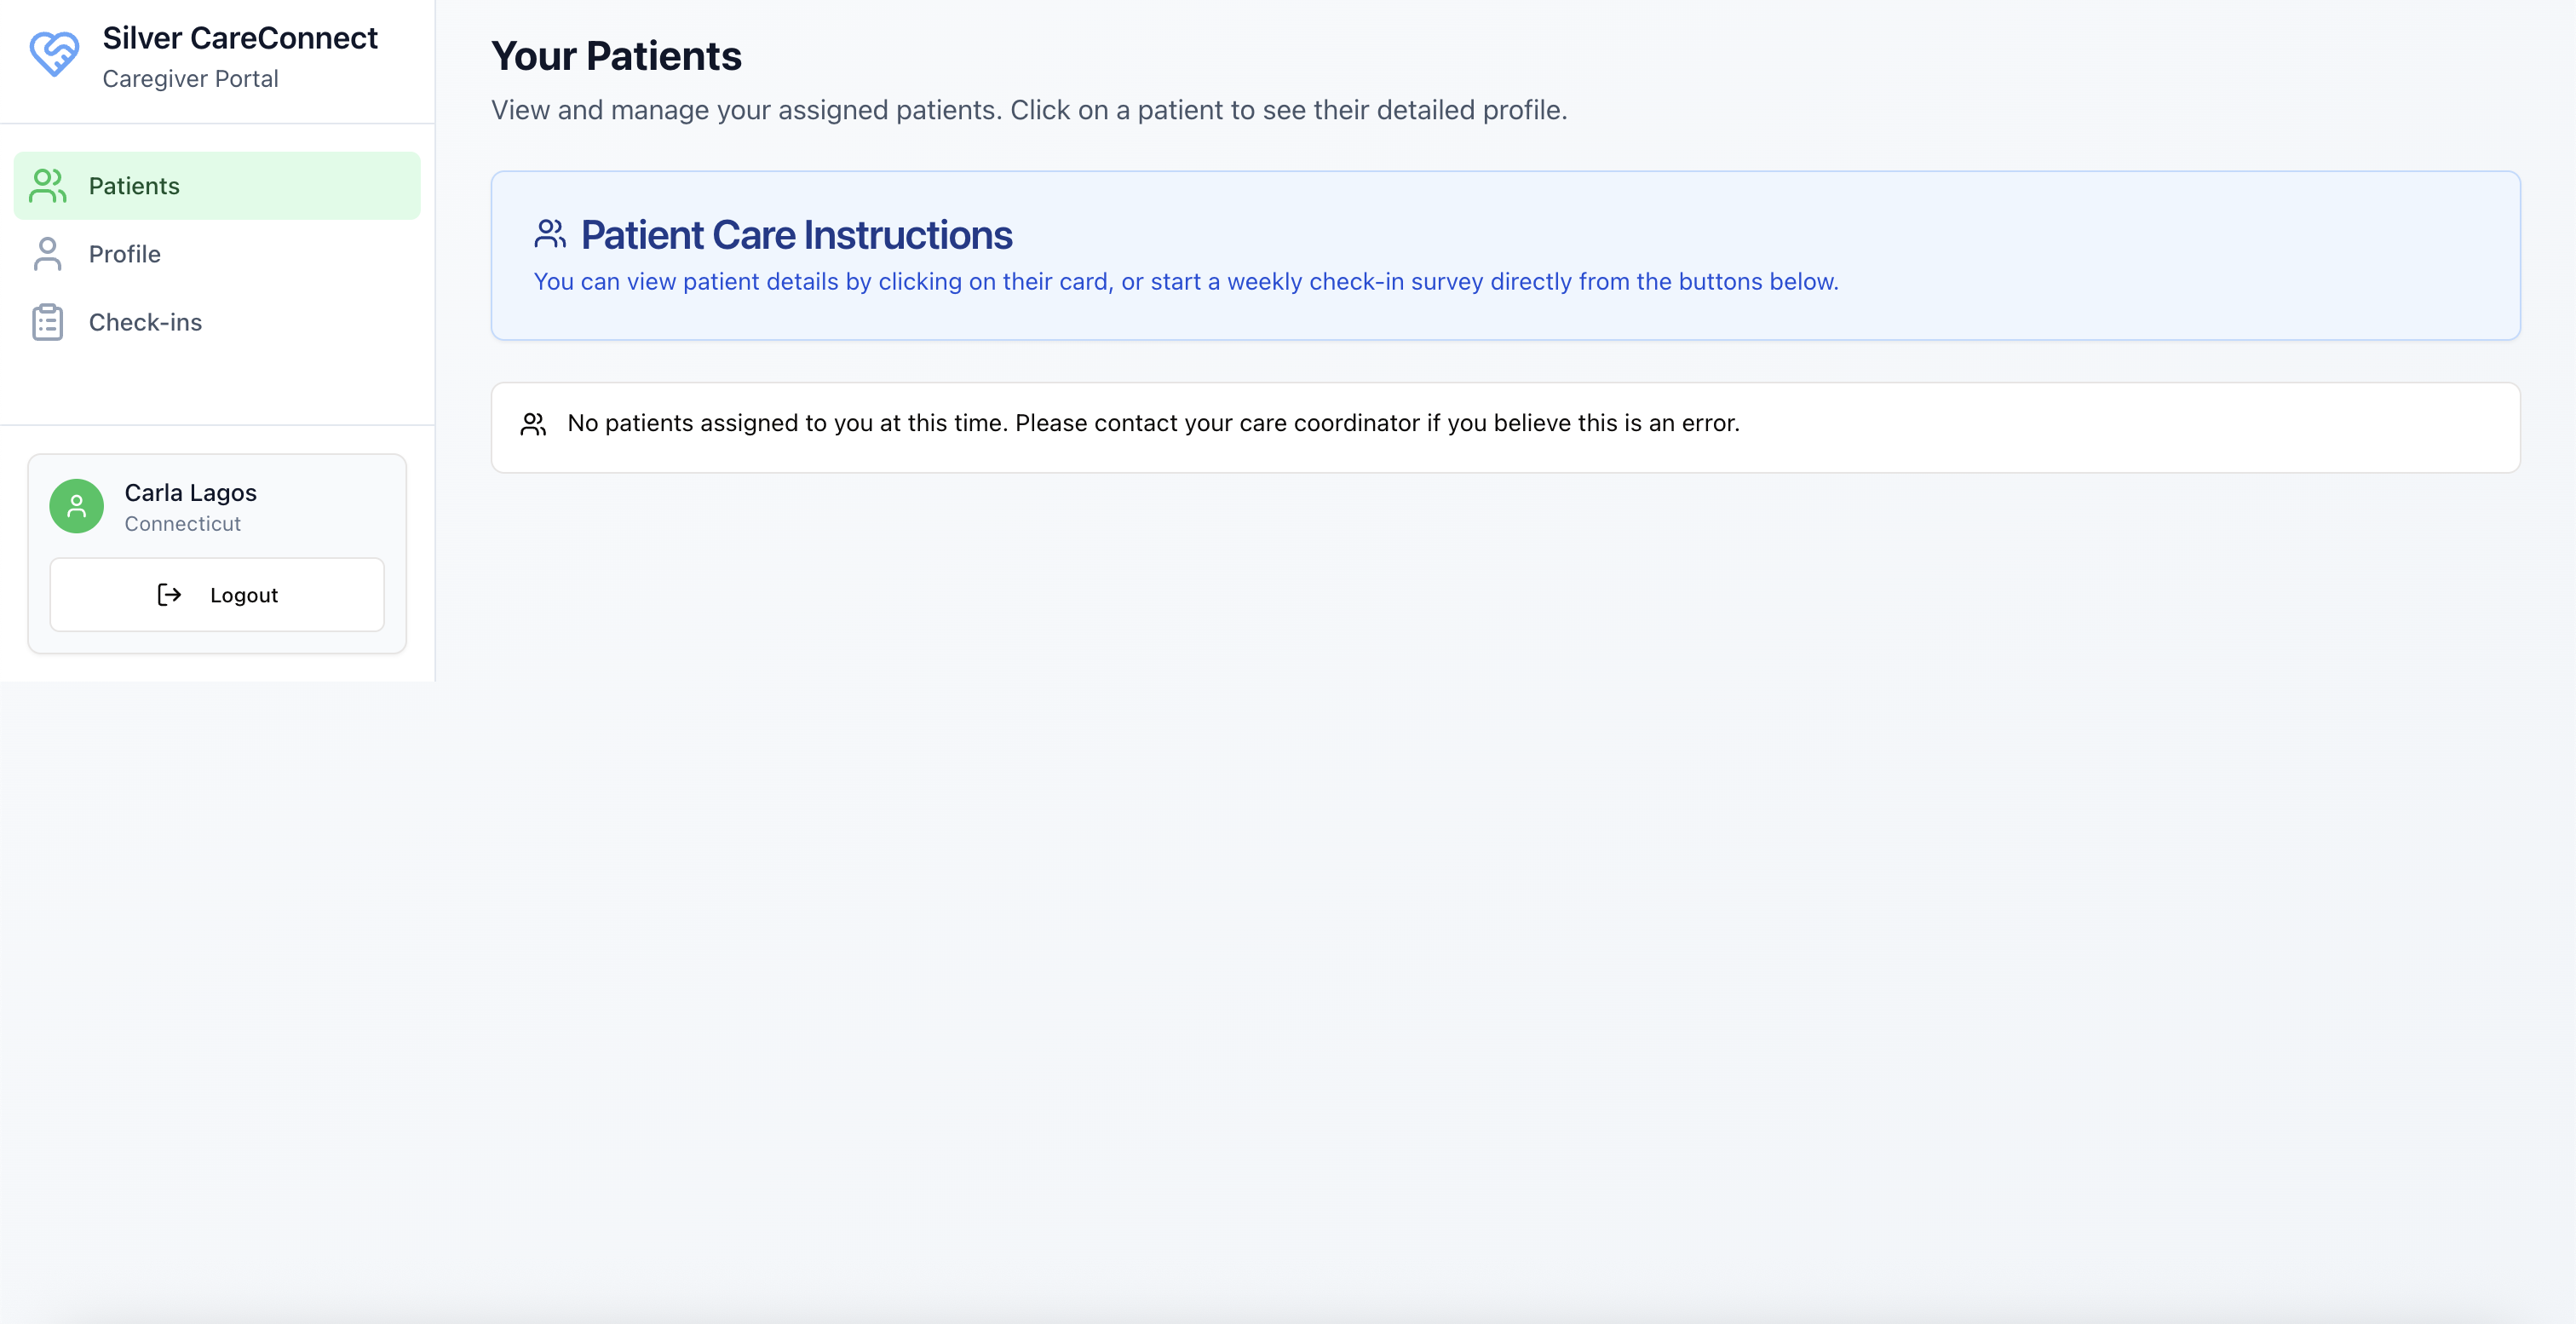 Silver CareConnect
Caregiver Portal
Patients
Profile
Check-ins
Carla Lagos
Connecticut
Logout
Your Patients
View and manage your assigned patients. Click on a patient to see their detailed profile.
Patient Care Instructions
You can view patient details by clicking on their card, or start a weekly check-in survey directly from the buttons below.
No patients assigned to you at this time. Please contact your care coordinator if you believe this is an error.